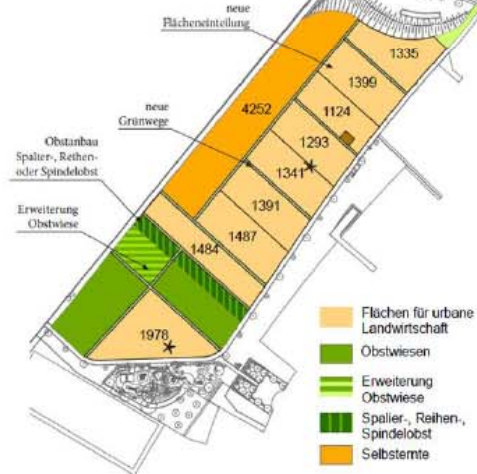 neue
Flächeneinteilung
1335
1399
4252
1124
neue
Grünwege
1293
1341
Obstanbau
Spalier-, Reihen-
oder Spindelobst
1391
Erweiterung
Obstwiese
1484
1487
1978
Flächen für urbane
Landwirtschaft
Obstwiesen
Erweiterung
Obstwiese
Spalier-, Reihen-,
Spindelobst
Selbsternte